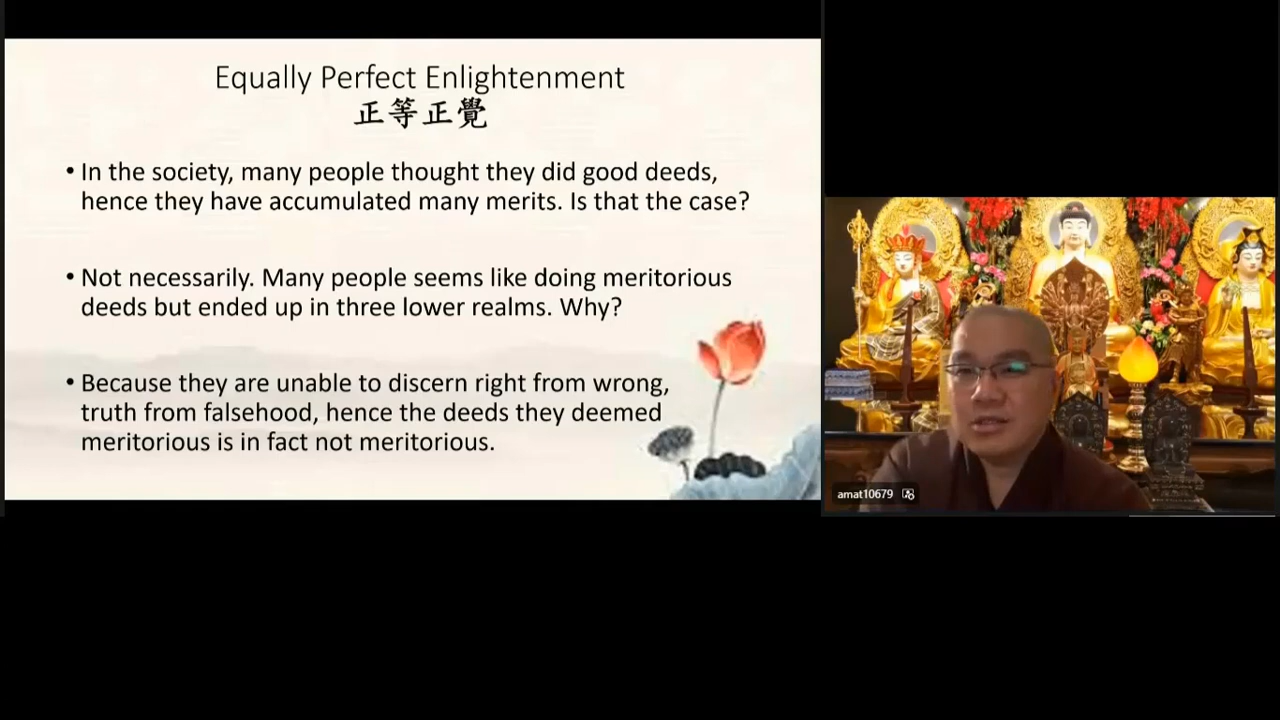 Equally Perfect Enlightenment
正等正覺
• In the society, many people thought they did good deeds,
hence they have accumulated many merits. Is that the case?
• Not necessarily. Many people seems like doing meritorious
deeds but ended up in three lower realms. Why?
• Because they are unable to discern right from wrong,
truth from falsehood, hence the deeds they deemed
meritorious is in fact not meritorious.
amat10679